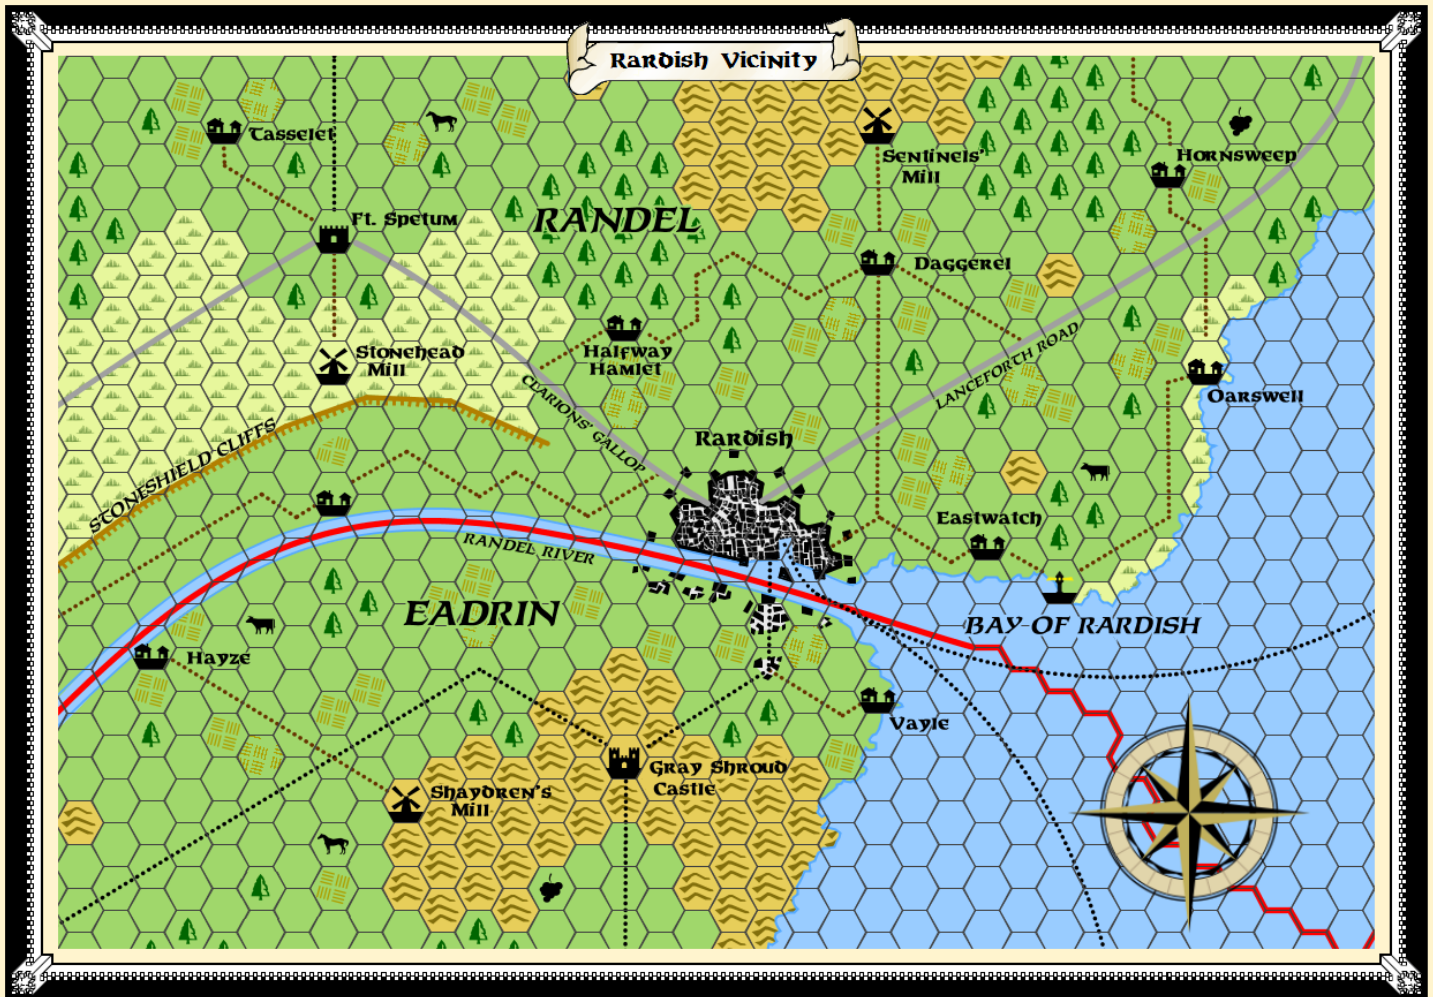 Rardish Vicinity
Tasselet
Hornsweep
Sentinels'
Mill
Ft. Spetum
RANDEL
Daggerel
Halfway
Hamlet
Stonehead
Mill
LANCEFORTH ROAD
Oarswell
CLARIONS' GALLOP
STONESHIELD CLIFFS
Rardish
Eastwatch
RANDEL RIVER
EADRIN
BAY OF RARDISH
Hayze
Vayle
Gray Shroud
Castle
Shaydren's
Mill